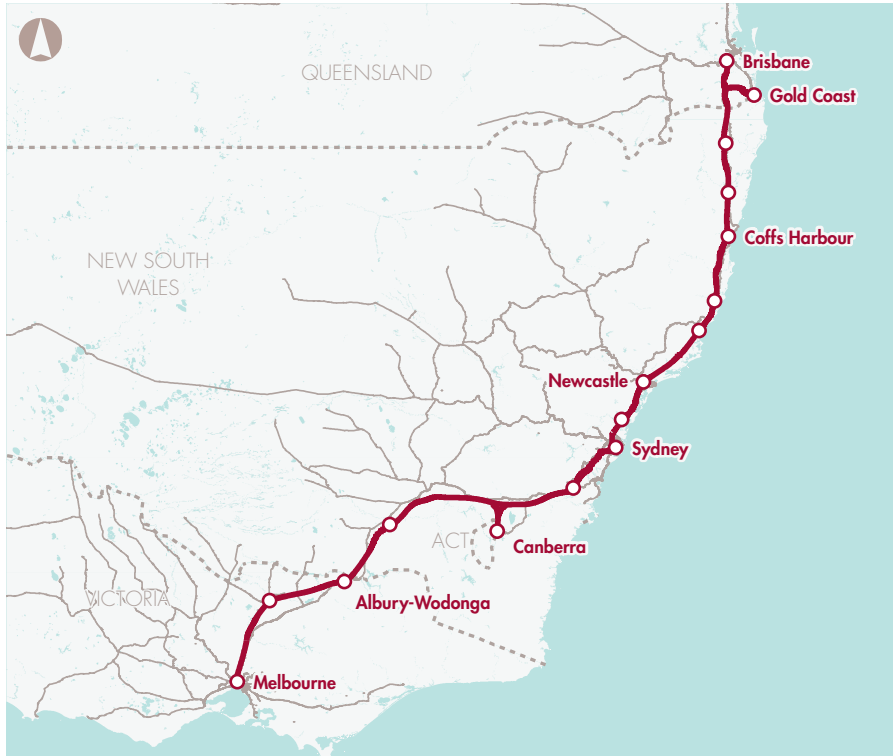 Brisbane
QUEENSLAND
Gold Coast
Coffs Harbour
NEW SOUTH
WALES
Newcastle
Sydney
ACT
Canberra
VICTORIA
Albury-Wodonga
Melbourne